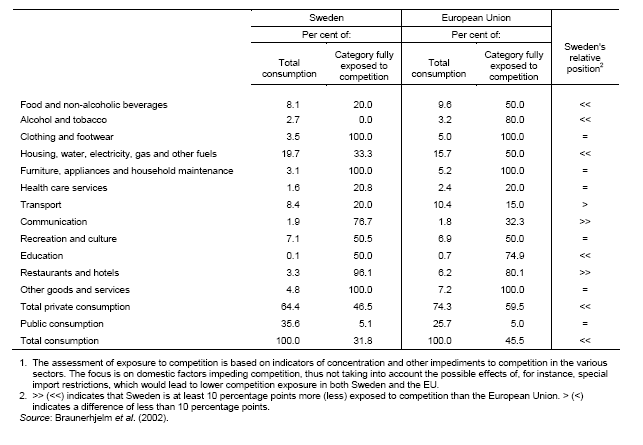 Sweden European Union
Per cent of: Per cent of:
Sweden's
relative
position2
Total
consumption
Category fully
exposed to
competition
Total
consumption
Category fully
exposed to
competition
Food and non-alcoholic beverages 8.1 20.0 9.6 50.0 <<
Alcohol and tobacco 2.7 0.0 3.2 80.0 <<
Clothing and footwear 3.5 100.0 5.0 100.0 =
Housing, water, electricity, gas and other fuels 19.7 33.3 15.7 50.0 <<
Furniture, appliances and household maintenance 3.1 100.0 5.2 100.0 =
Health care services 1.6 20.8 2.4 20.0 =
Transport 8.4 20.0 10.4 15.0 >
Communication 1.9 76.7 1.8 32.3 >>
Recreation and culture 7.1 50.5 6.9 50.0 =
Education 0.1 50.0 0.7 74.9 <<
Restaurants and hotels 3.3 96.1 6.2 80.1 >>
Other goods and services 4.8 100.0 7.2 100.0 =
Total private consumption 64.4 46.5 74.3 59.5 <<
Public consumption 35.6 5.1 25.7 5.0 =
Total consumption 100.0 31.8 100.0 45.5 <<
1. The assessment of exposure to competition is based on indicators of concentration and other impediments to competition in the various
sectors. The focus is on domestic factors impeding competition, thus not taking into account the possible effects of, for instance, special
import restrictions, which would lead to lower competition exposure in both Sweden and the EU.
2. >> (<<) indicates that Sweden is at least 10 percentage points more (less) exposed to competition than the European Union. > (<)
indicates a difference of less than 10 percentage points.
Source: Braunerhjelm et al. (2002).